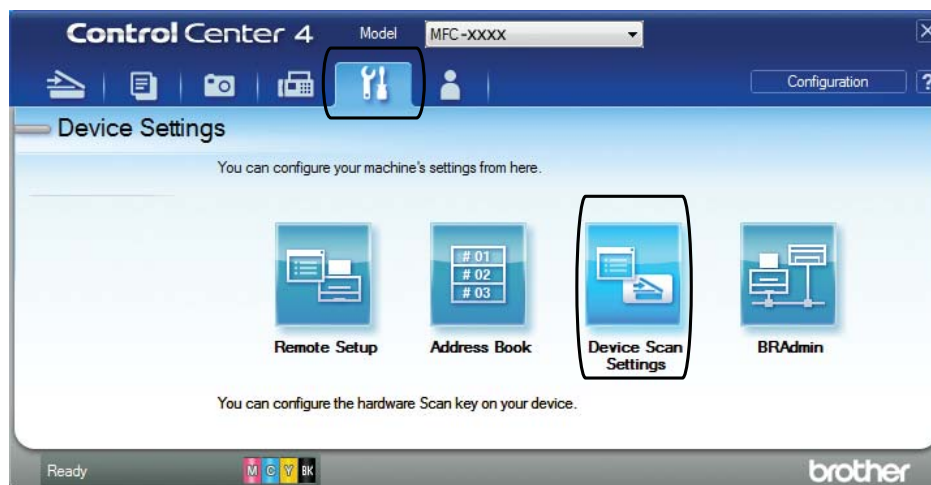 Control Center 4 Model MFC-XXXX
Configuration ?
Device Settings
You can configure your machine's settings from here.
# 01
# 02
# 03
Remote Setup Address Book Device Scan Settings BRAdmin
You can configure the hardware Scan key on your device.
Ready M C Y BK brother